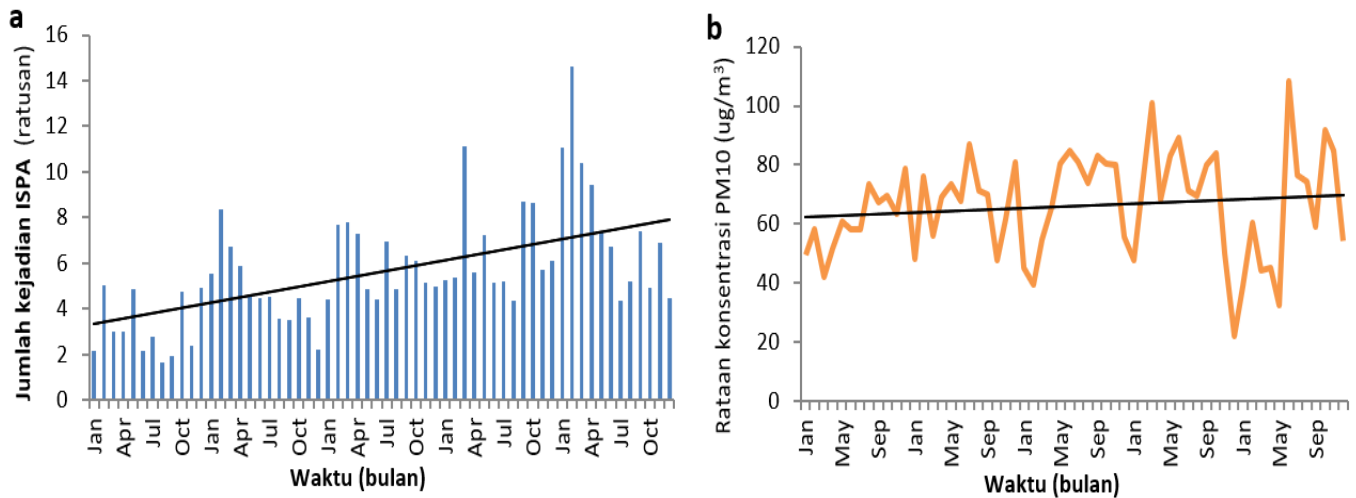 a
Jumlah kejadian ISPA (ratusan)
16
14
12
10
8
6
4
2
0
Jan Apr Jul Oct Jan Apr Jul Oct Jan Apr Jul Oct Jan Apr Jul Oct Jan Apr Jul Oct
Waktu (bulan)
b
Rataan konsentrasi PM10 (ug/m³)
120
100
80
60
40
20
0
Jan May Sep Jan May Sep Jan May Sep Jan May Sep Jan May Sep
Waktu (bulan)